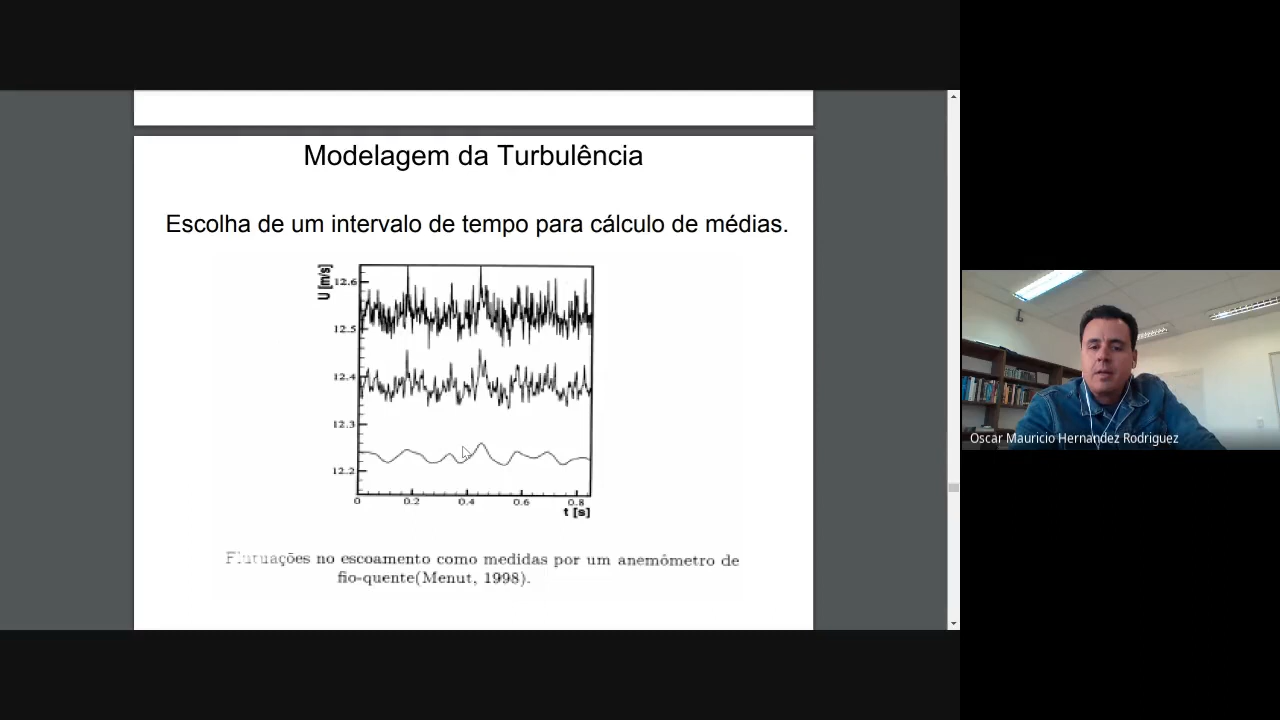 Modelagem da Turbulência
Escolha de um intervalo de tempo para cálculo de médias.
U [m/s]
12.6
12.5
12.4
12.3
12.2
0 0.2 0.4 0.6 0.8
t [s]
Flutuações no escoamento como medidas por um anemômetro de
fio-quente(Menut, 1998).
Oscar Mauricio Hernandez Rodriguez